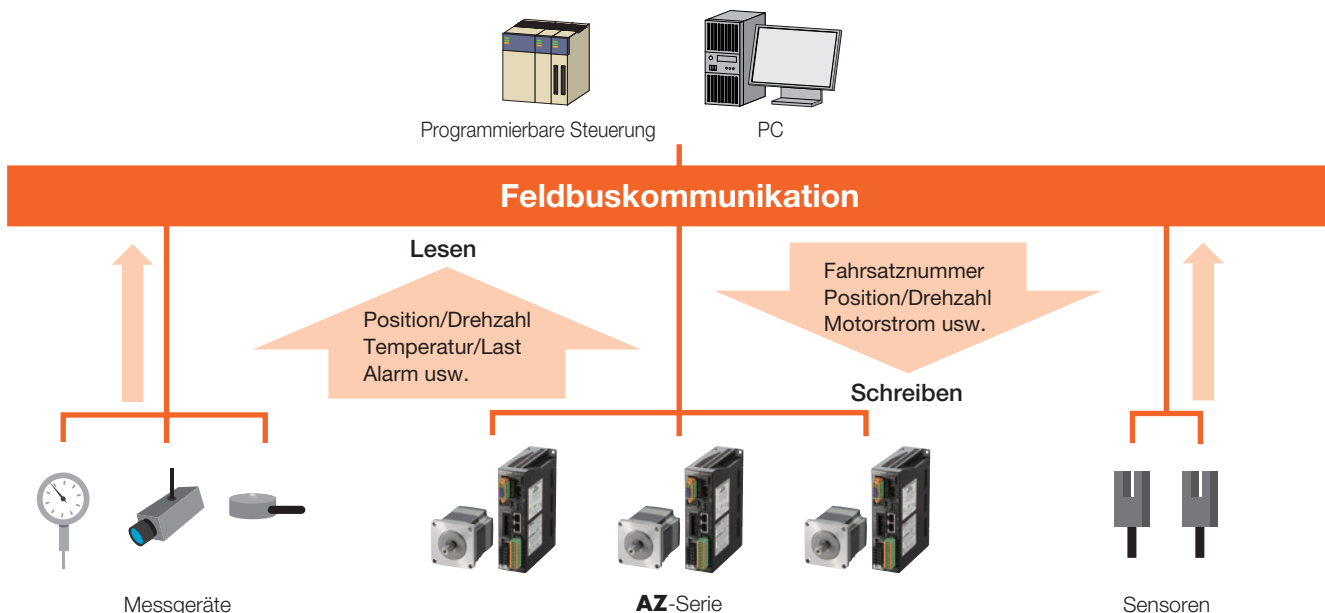 Programmierbare Steuerung
PC
Feldbuskommunikation
Lesen
Position/Drehzahl
Temperatur/Last
Alarm usw.
Fahrsatznummer
Position/Drehzahl
Motorstrom usw.
Schreiben
Messgeräte
AZ-Serie
Sensoren